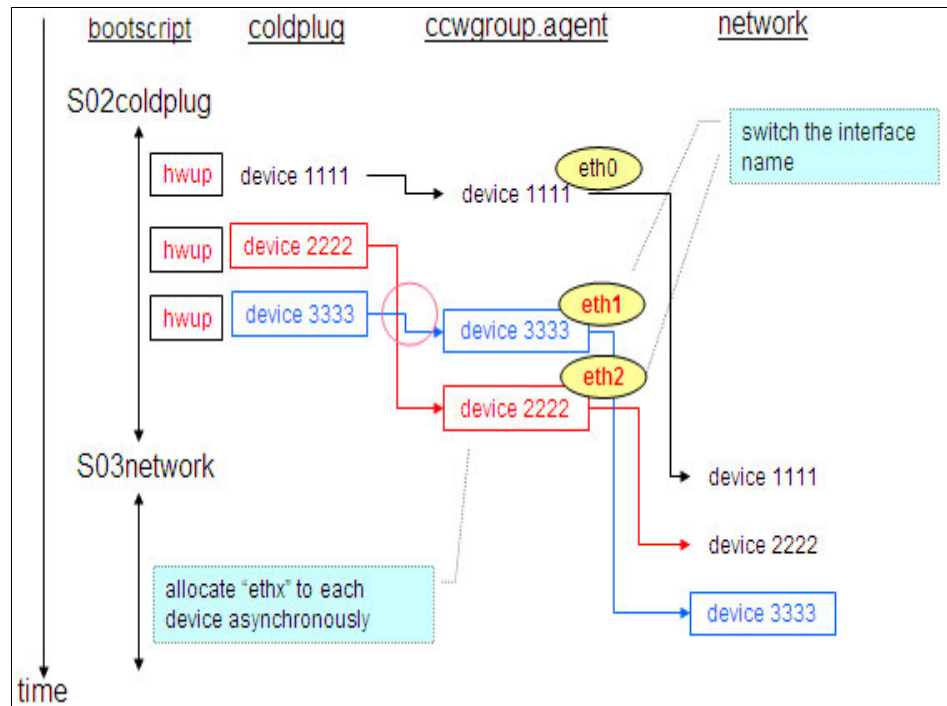 bootscript coldplug ccwgroup.agent network
S02coldplug
switch the interface
name
hwup device 1111 device 1111 eth0
hwup device 2222
hwup device 3333 device 3333 eth1
device 2222 eth2
S03network
device 1111
device 2222
allocate “ethx” to each
device asynchronously
device 3333
time